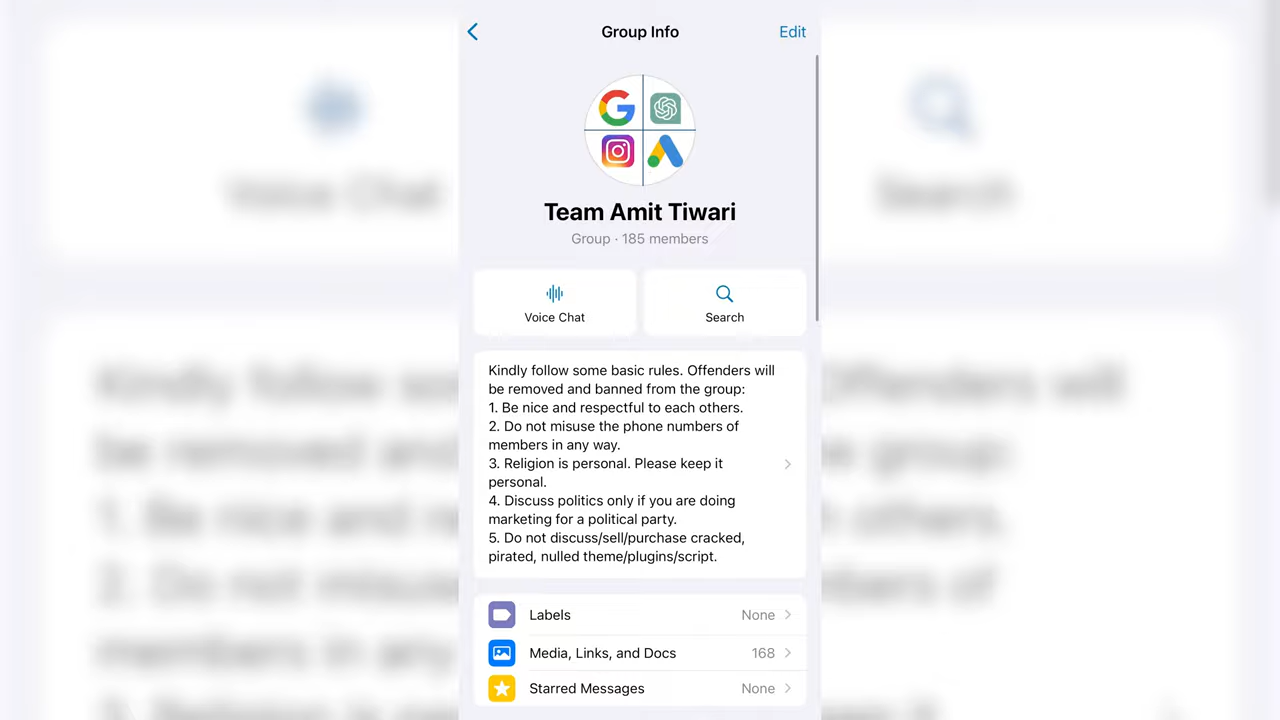 Group Info
Edit
Team Amit Tiwari
Group · 185 members
Voice Chat
Search
Kindly follow some basic rules. Offenders will
be removed and banned from the group:
1. Be nice and respectful to each others.
2. Do not misuse the phone numbers of
members in any way.
3. Religion is personal. Please keep it
personal.
4. Discuss politics only if you are doing
marketing for a political party.
5. Do not discuss/sell/purchase cracked,
pirated, nulled theme/plugins/script.
Labels None
Media, Links, and Docs 168
Starred Messages None